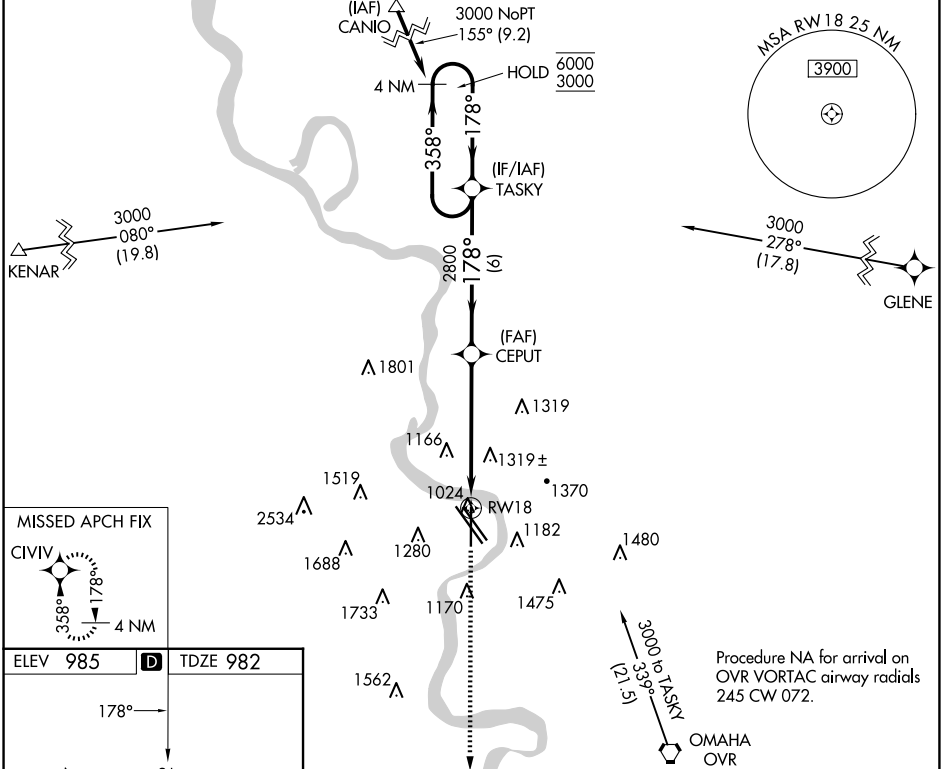 (IAF)
CANIO
3000 NoPT
155° (9.2)
4 NM
HOLD
6000
3000
MSA RW18 25 NM
3900
358°
178°
(IF/IAF)
TASKY
3000
080°
(19.8)
KENAR
2800
178°
(6)
3000
278°
(17.8)
GLENE
(FAF)
CEPUT
1801
1319
1166
1319 ±
1370
1519
1024
RW18
2534
1182
1480
1280
1688
1733
1170
1475
1562
MISSED APCH FIX
CIVIV
358°
178°
4 NM
ELEV 985
D
TDZE 982
178°
3000 to TASKY
339°
(21.5)
Procedure NA for arrival on
OVR VORTAC airway radials
245 CW 072.
OMAHA
OVR